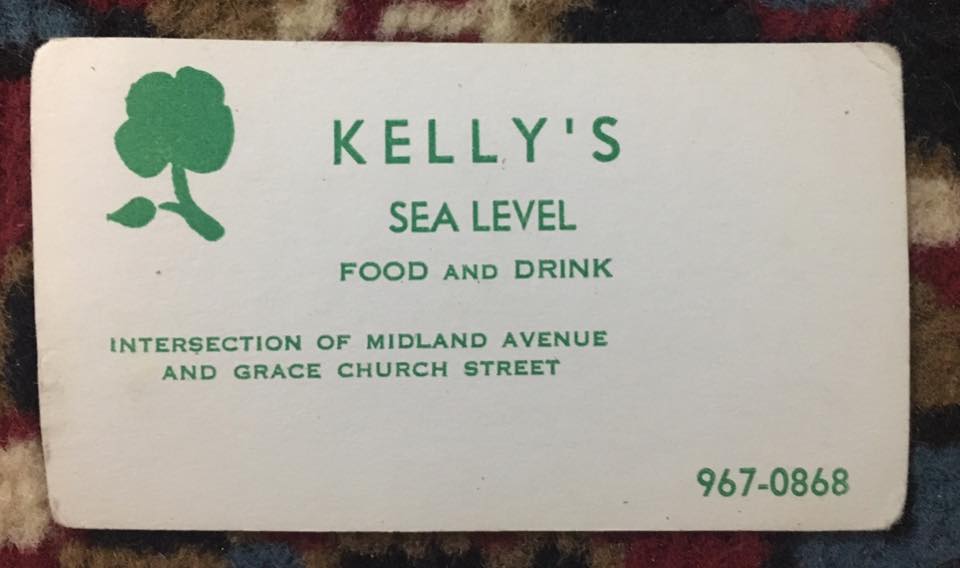 KELLY'S
SEA LEVEL
FOOD AND DRINK
INTERSECTION OF MIDLAND AVENUE
AND GRACE CHURCH STREET
967-0868